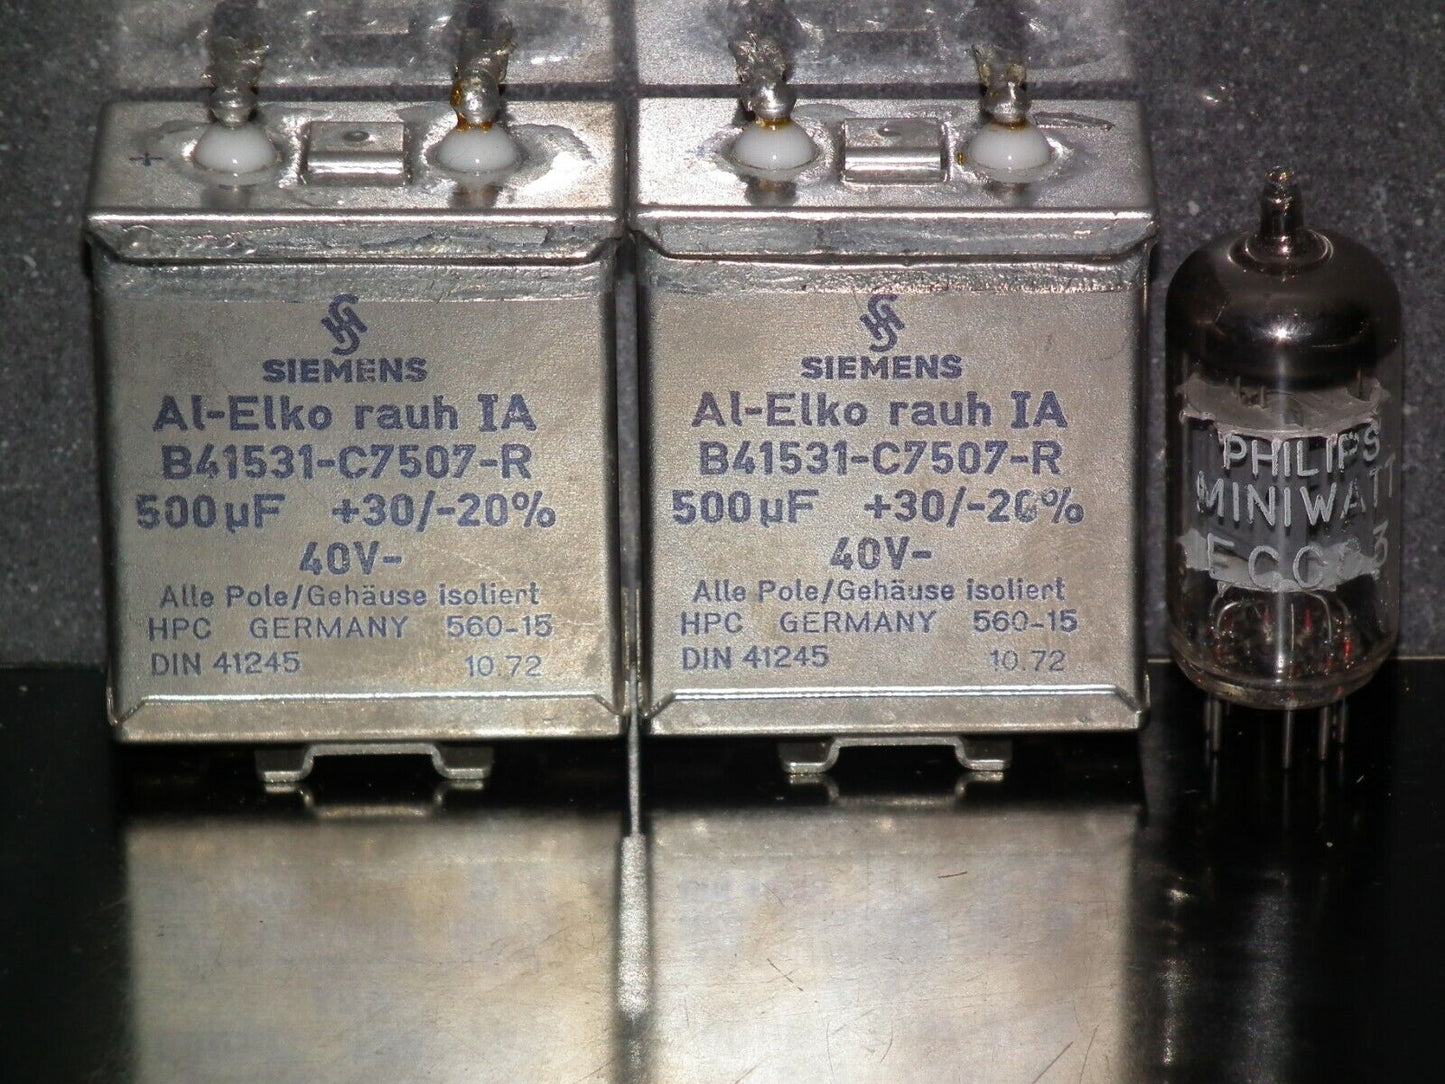 +
SIEMENS
Al-Elko rauh IA
B41531-C7507-R
500µF +30/-20%
40V-
Alle Pole/Gehäuse isoliert
HPC GERMANY 560-15
DIN 41245 10.72
SIEMENS
Al-Elko rauh IA
B41531-C7507-R
500µF +30/-20%
40V-
Alle Pole/Gehäuse isoliert
HPC GERMANY 560-15
DIN 41245 10.72
PHILIPS
MINIWATT